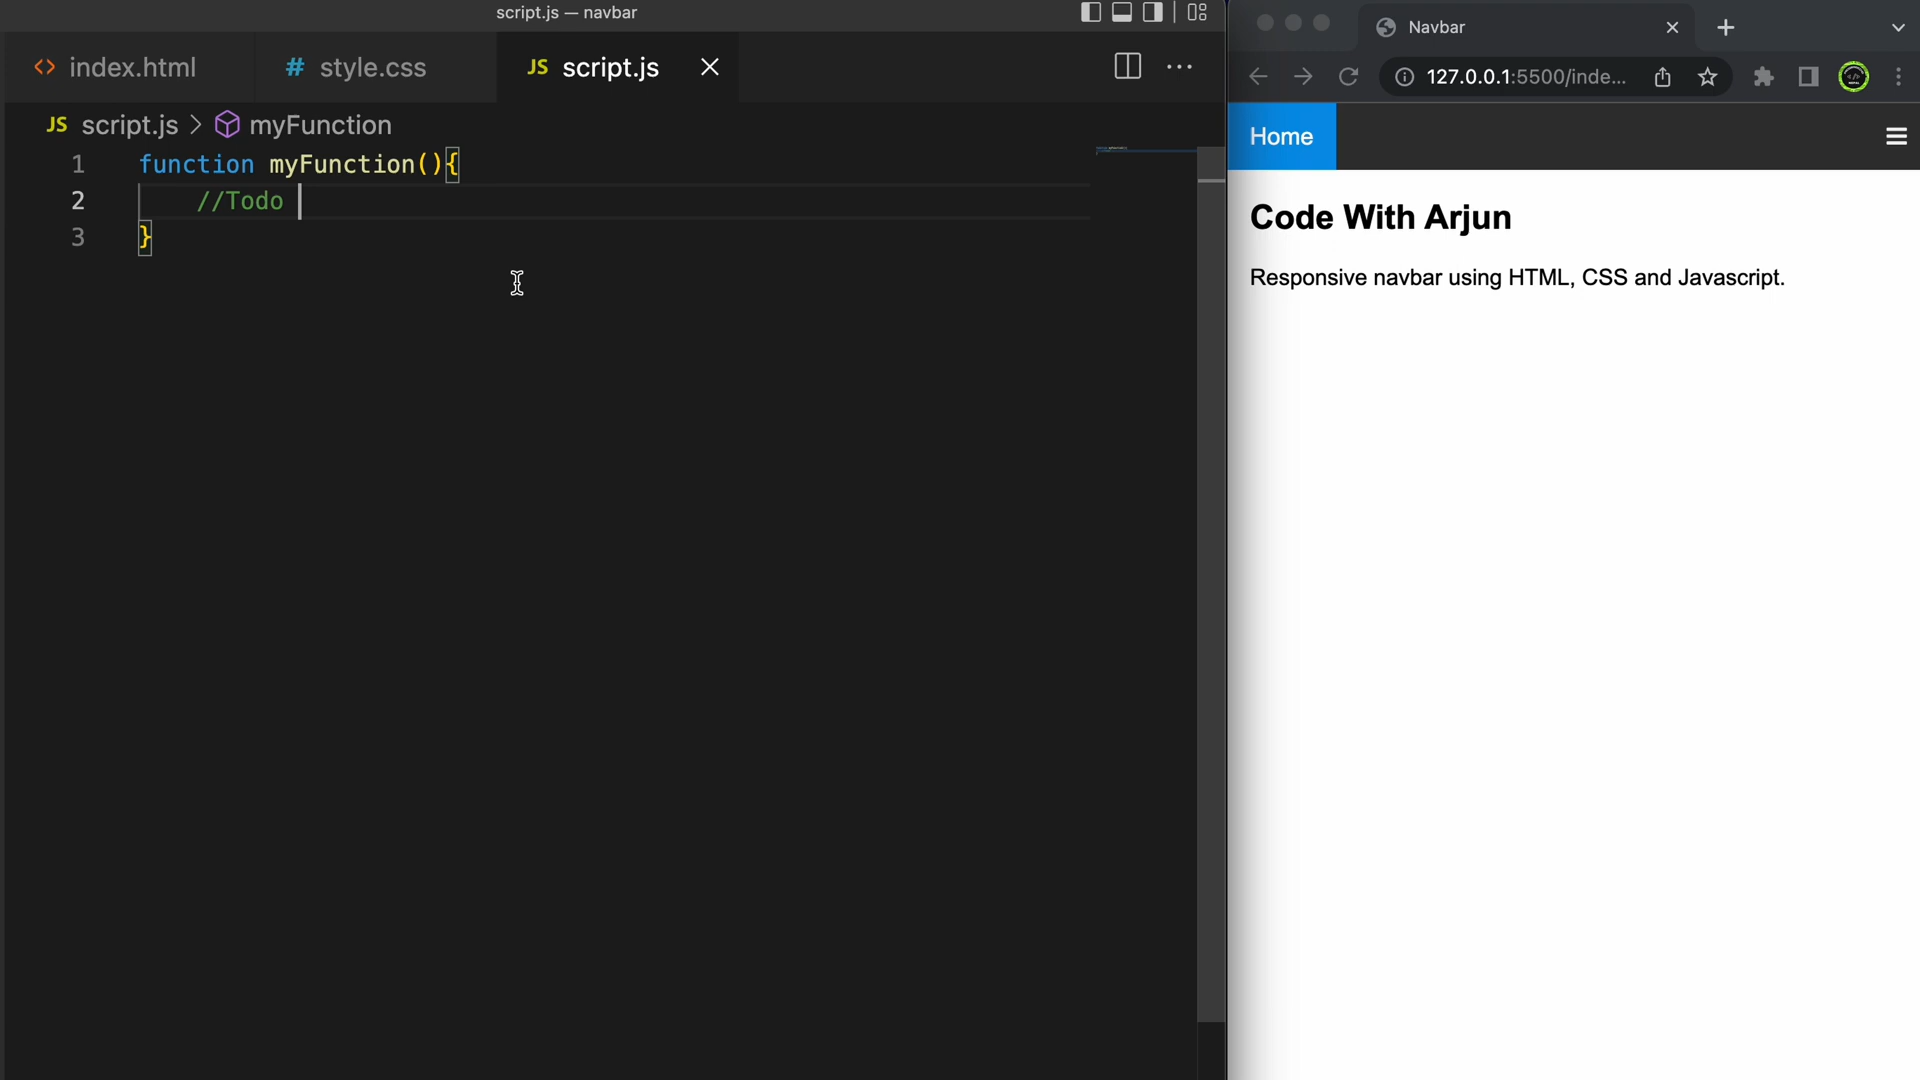 script.js — navbar
<> index.html
# style.css
JS script.js
JS script.js > myFunction
1 function myFunction(){
2 //Todo
3 }
Navbar
127.0.0.1:5500/inde...
Home
Code With Arjun
Responsive navbar using HTML, CSS and Javascript.